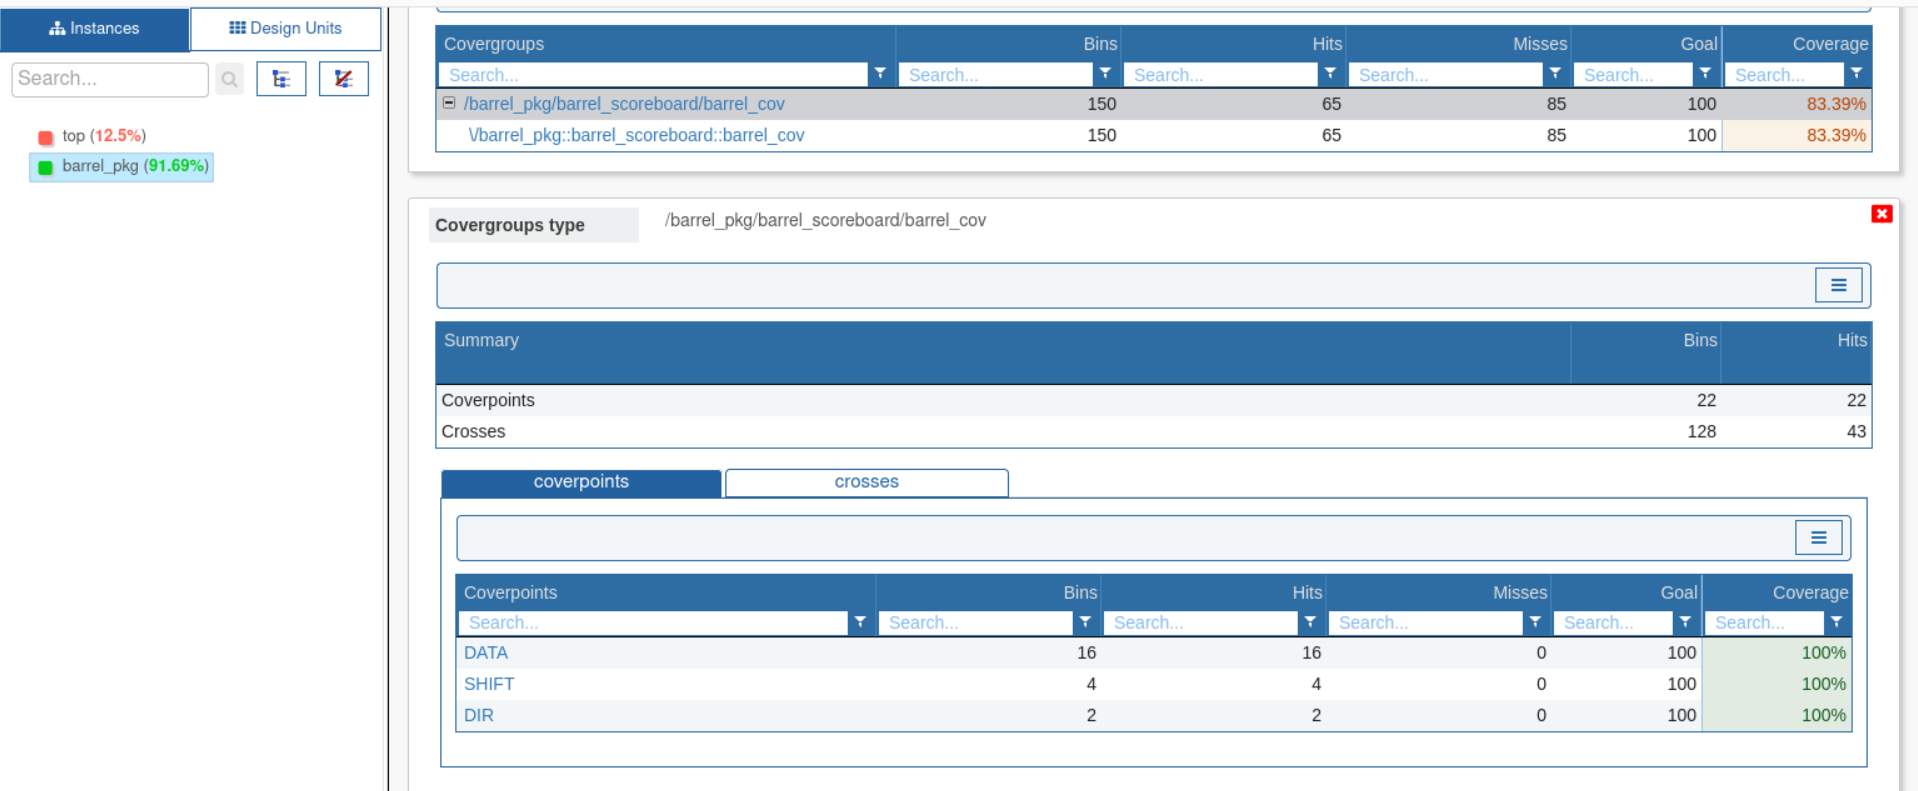 Instances
Design Units
Search...
top (12.5%)
barrel_pkg (91.69%)
Covergroups Bins Hits Misses Goal Coverage
Search... Search... Search... Search... Search... Search...
/barrel_pkg/barrel_scoreboard/barrel_cov 150 65 85 100 83.39%
\/barrel_pkg::barrel_scoreboard::barrel_cov 150 65 85 100 83.39%
Covergroups type /barrel_pkg/barrel_scoreboard/barrel_cov
Summary Bins Hits
Coverpoints 22 22
Crosses 128 43
coverpoints crosses
Coverpoints Bins Hits Misses Goal Coverage
Search... Search... Search... Search... Search... Search...
DATA 16 16 0 100 100%
SHIFT 4 4 0 100 100%
DIR 2 2 0 100 100%